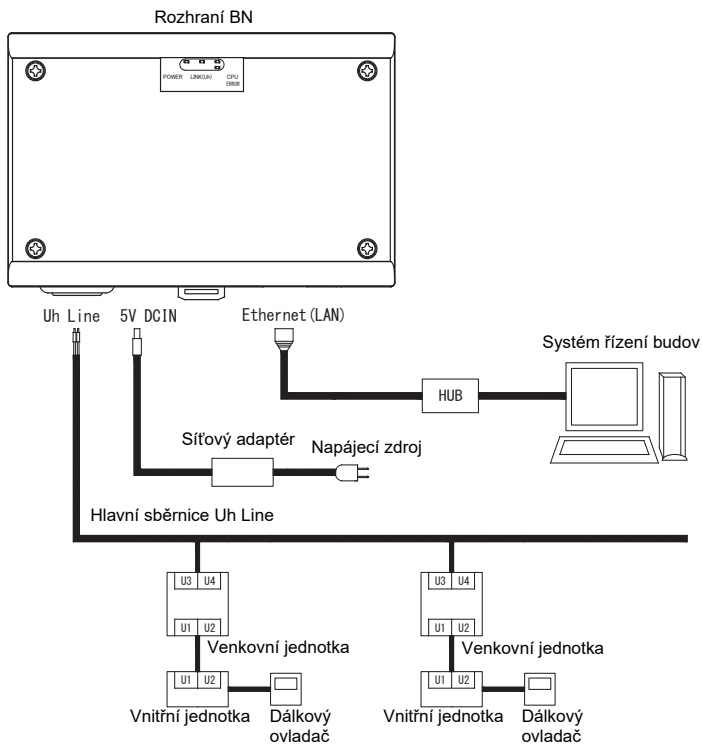 Rozhraní BN
POWER LINK(Uh) CPU
ERROR
Uh Line 5V DCIN Ethernet(LAN)
Systém řízení budov
HUB
Síťový adaptér
Napájecí zdroj
Hlavní sběrnice Uh Line
U3 U4
U3 U4
U1 U2
U1 U2
Venkovní jednotka
Venkovní jednotka
U1 U2
U1 U2
Vnitřní jednotka
Dálkový
ovladač
Vnitřní jednotka
Dálkový
ovladač